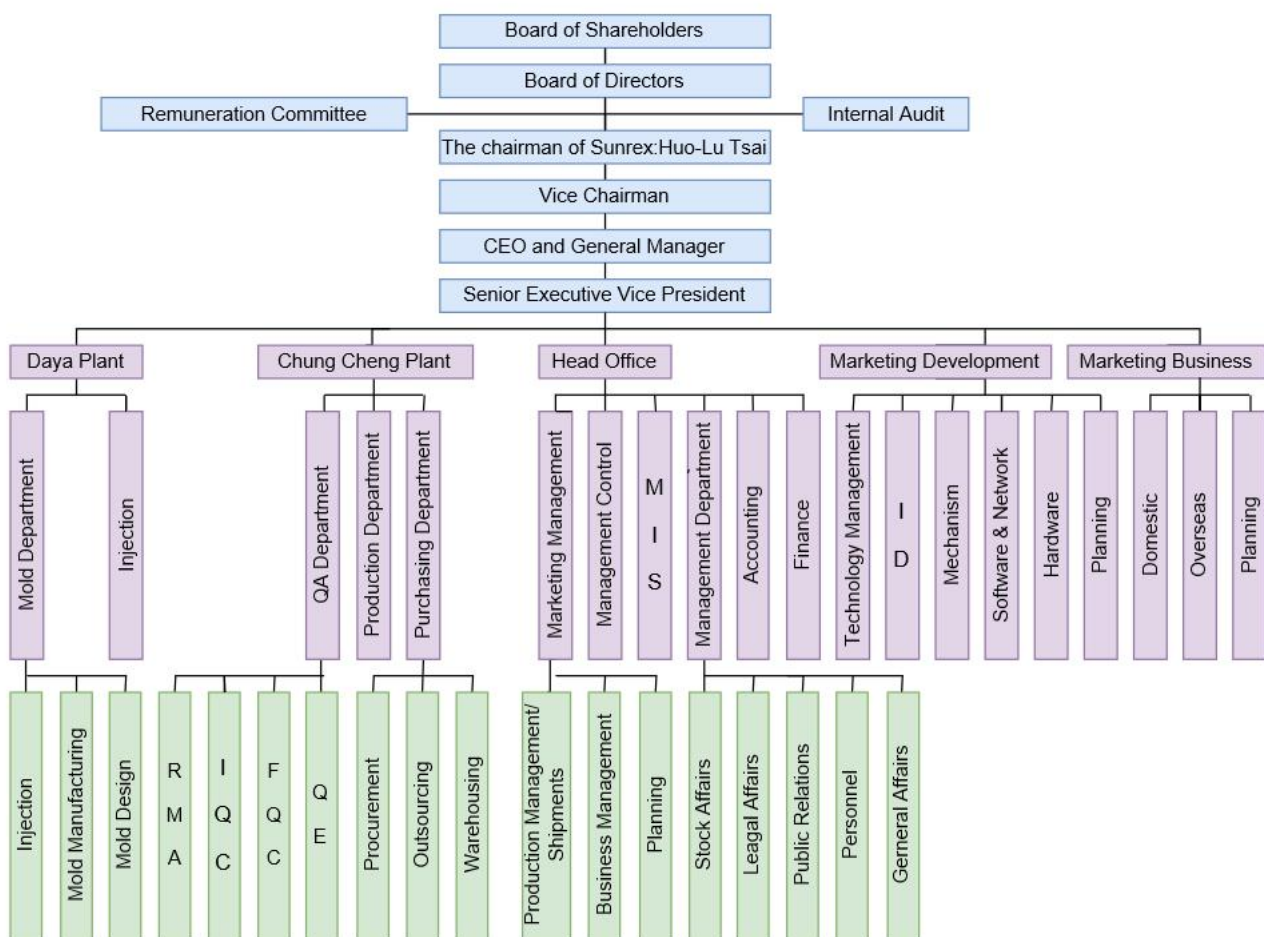 Board of Shareholders
Board of Directors
Remuneration Committee
Internal Audit
The chairman of Sunrex:Huo-Lu Tsai
Vice Chairman
CEO and General Manager
Senior Executive Vice President
Daya Plant
Chung Cheng Plant
Head Office
Marketing Development
Marketing Business
Mold Department
Injection
QA Department
Production Department
Purchasing Department
Marketing Management
Management Control
MIS
Management Department
Accounting
Finance
Technology Management
ID
Mechanism
Software & Network
Hardware
Planning
Domestic
Overseas
Planning
Injection
Mold Manufacturing
Mold Design
RMA
IQC
FQC
QE
Procurement
Outsourcing
Warehousing
Production Management/
Shipments
Business Management
Planning
Stock Affairs
Leagal Affairs
Public Relations
Personnel
Gerneral Affairs